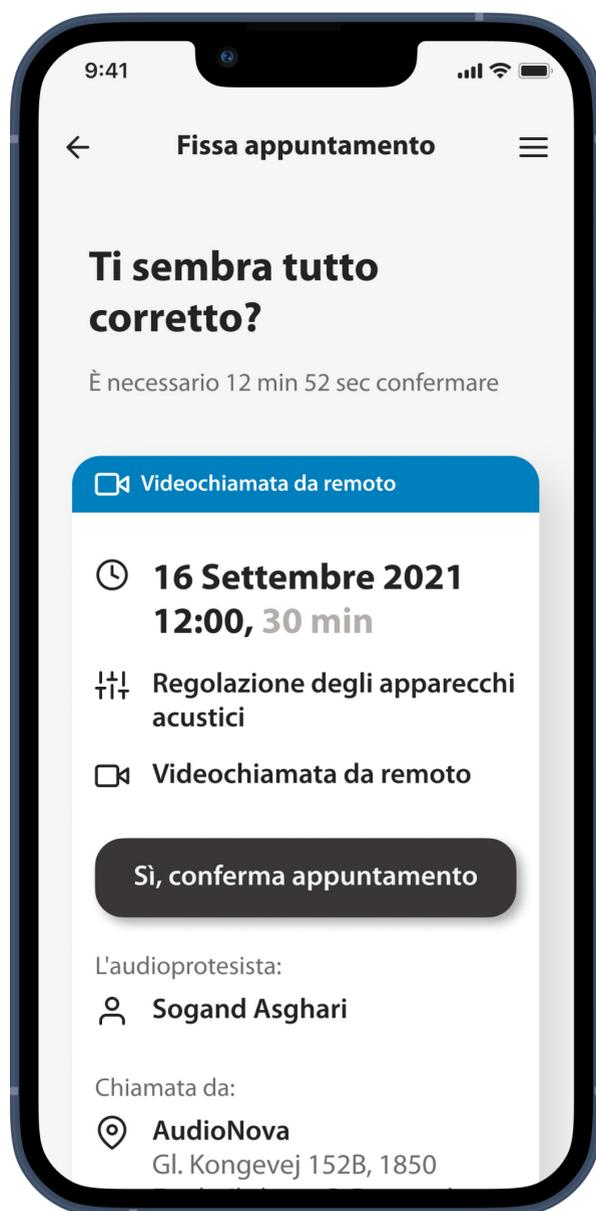 9:41
Fissa appuntamento
Ti sembra tutto
corretto?
È necessario 12 min 52 sec confermare
Videochiamata da remoto
16 Settembre 2021
12:00, 30 min
Regolazione degli apparecchi
acustici
Videochiamata da remoto
Sì, conferma appuntamento
L'audioprotesista:
Sogand Asghari
Chiamata da:
AudioNova
Gl. Kongevej 152B, 1850